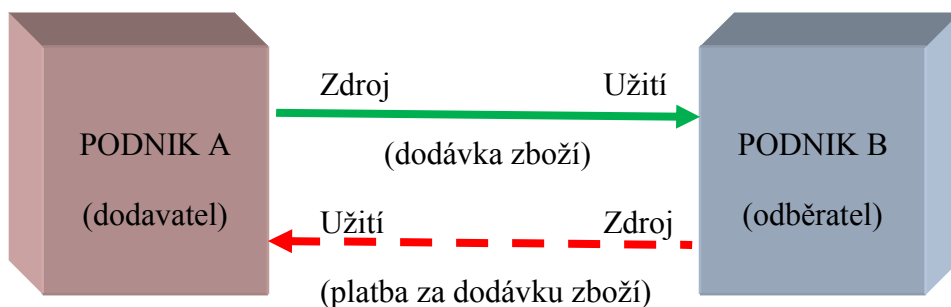 Zdroj Užití
PODNIK A
(dodavatel)
(dodávka zboží)
PODNIK B
(odběratel)
Užití Zdroj
(platba za dodávku zboží)